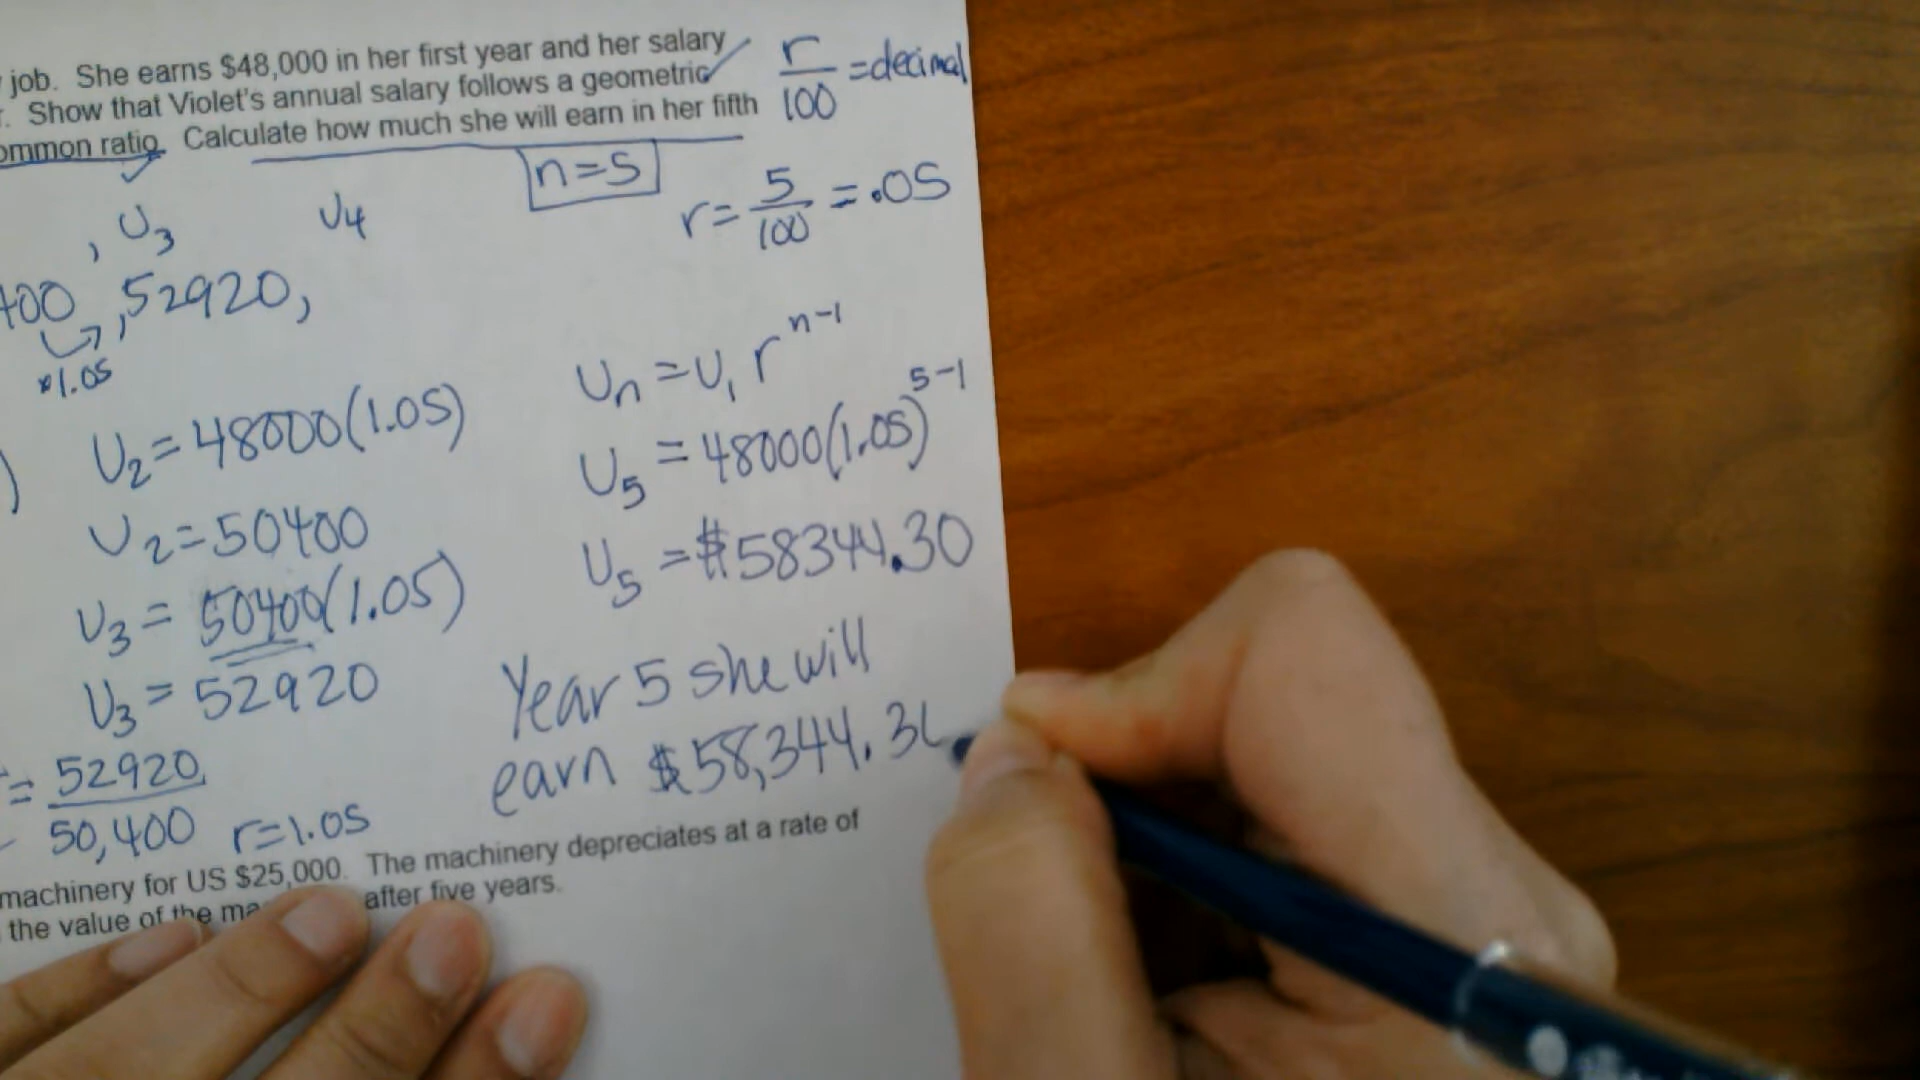 job. She earns $48,000 in her first year and her salary
. Show that Violet's annual salary follows a geometric
ommon ratio. Calculate how much she will earn in her fifth
r/100 = decimal
n=5
r= 5/100 = .05
, U3 U4
400, 52920,
*1.05
U2=48000(1.05)
U2=50400
U3= 50400(1.05)
U3= 52920
= 52920/50,400 r=1.05
Un=U1 r^n-1
U5 = 48000(1.05)^5-1
U5 =$58344.30
Year 5 she will
earn $58,344.3
machinery for US $25,000. The machinery depreciates at a rate of
the value of the ma after five years.